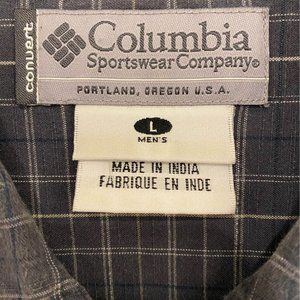 convert
Columbia
Sportswear Company®
PORTLAND, OREGON U.S.A.
L
MEN'S
MADE IN INDIA
FABRIQUE EN INDE